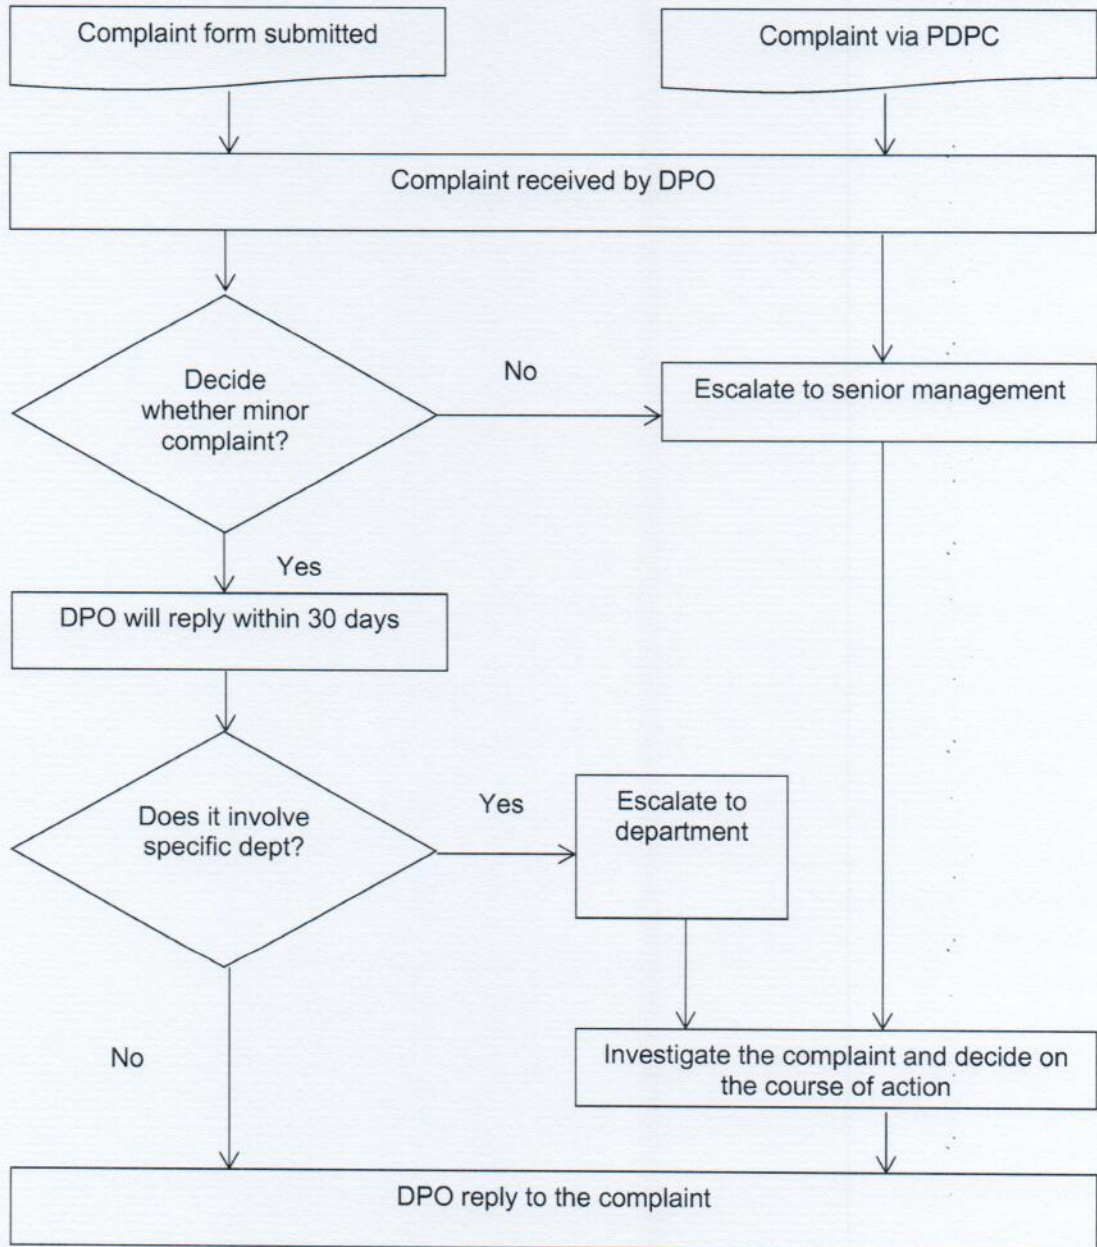 Complaint form submitted
Complaint via PDPC
Complaint received by DPO
Decide
whether minor
complaint?
No
Escalate to senior management
Yes
DPO will reply within 30 days
Does it involve
specific dept?
Yes
Escalate to
department
No
Investigate the complaint and decide on
the course of action
DPO reply to the complaint